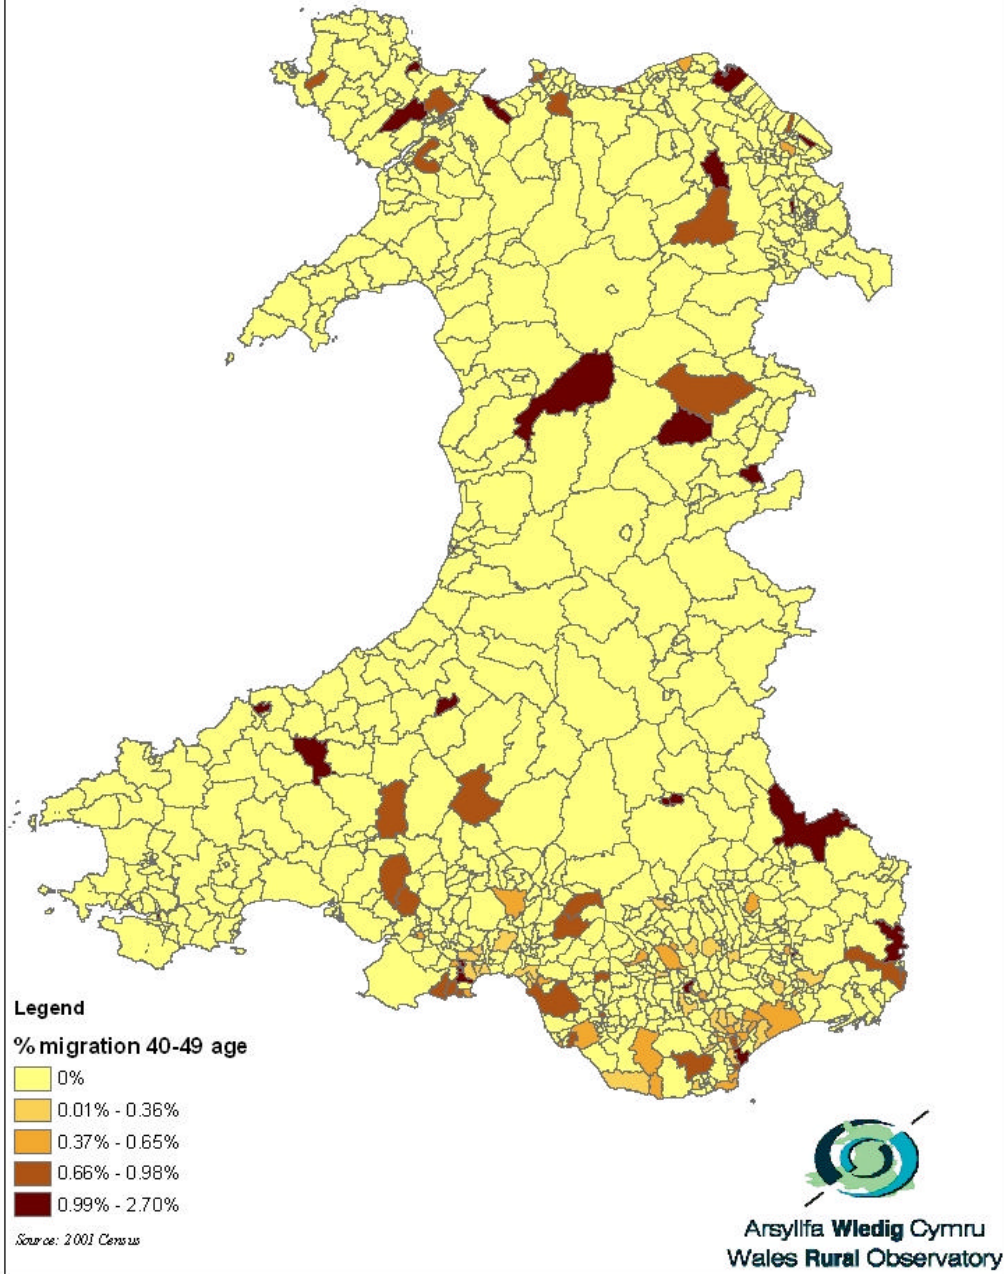 Legend
% migration 40-49 age
0%
0.01% - 0.36%
0.37% - 0.65%
0.66% - 0.98%
0.99% - 2.70%
Source: 2001 Census
Arsyllfa Wledig Cymru
Wales Rural Observatory